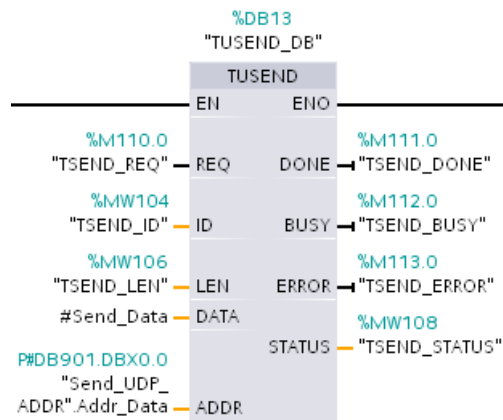 %DB13
"TUSEND_DB"
TUSEND
EN ENO
%M110.0 %M111.0
"TSEND_REQ" REQ DONE "TSEND_DONE"
%MW104 %M112.0
"TSEND_ID" ID BUSY "TSEND_BUSY"
%MW106 %M113.0
"TSEND_LEN" LEN ERROR "TSEND_ERROR"
#Send_Data DATA %MW108
STATUS "TSEND_STATUS"
P#DB901.DBX0.0
"Send_UDP_
ADDR".Addr_Data ADDR